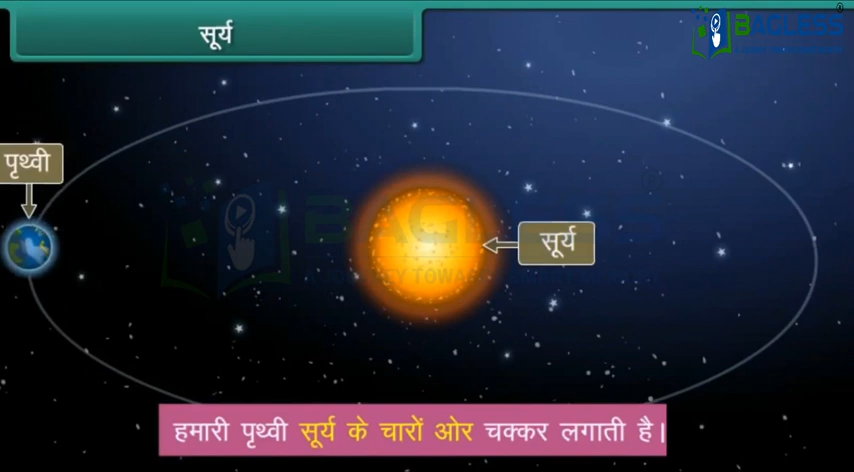 सूर्य
BAGLESS
पृथ्वी
सूर्य
हमारी पृथ्वी सूर्य के चारों ओर चक्कर लगाती है।